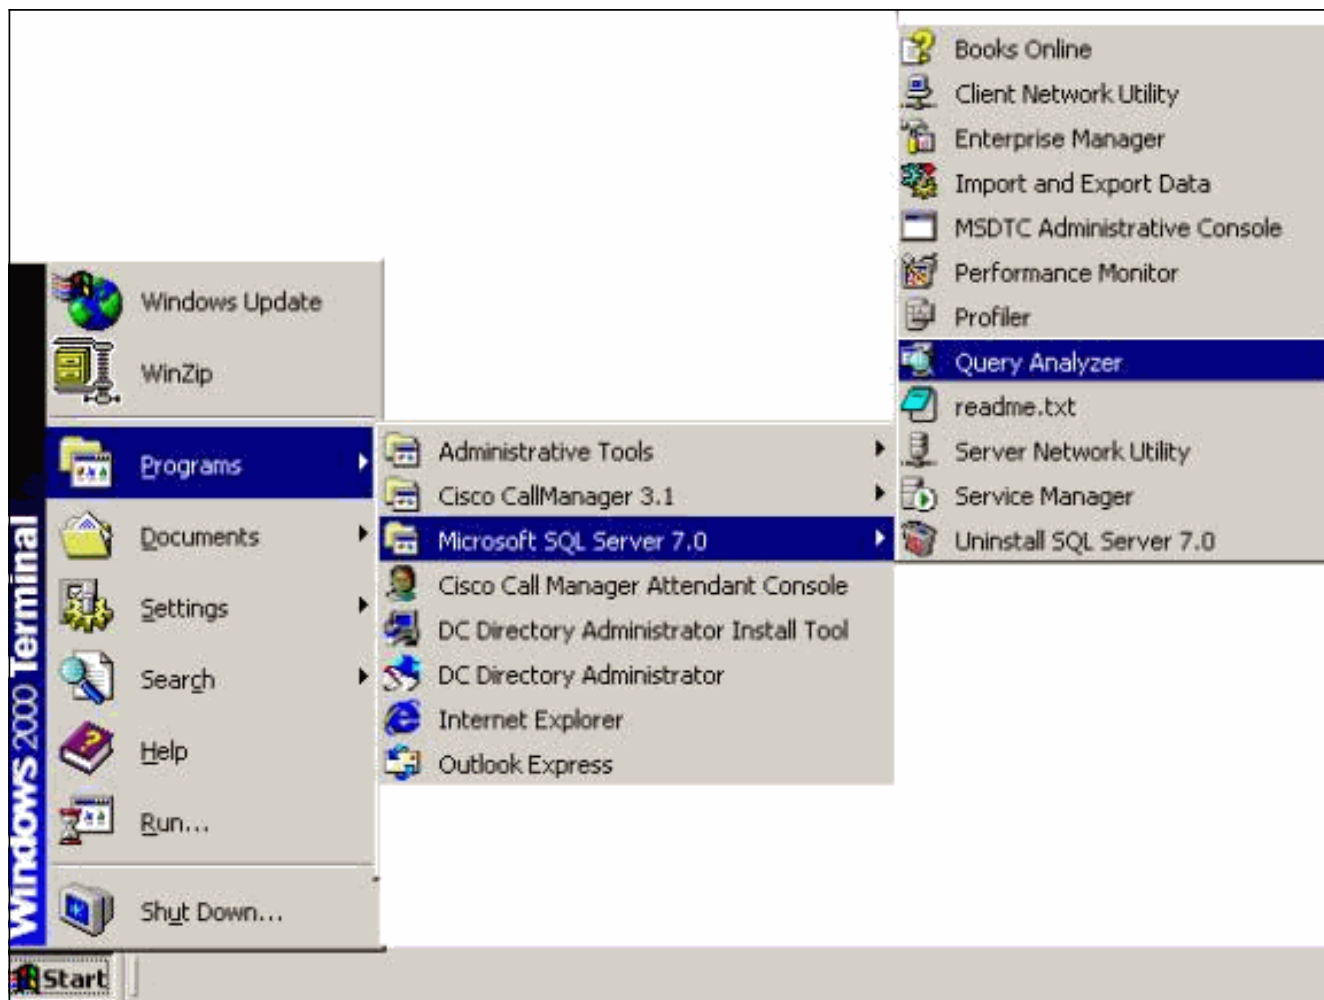 Books Online
Client Network Utility
Enterprise Manager
Import and Export Data
MSDTC Administrative Console
Performance Monitor
Profiler
Query Analyzer
readme.txt
Server Network Utility
Service Manager
Uninstall SQL Server 7.0
Windows Update
WinZip
Programs
Documents
Settings
Search
Help
Run...
Shut Down...
Administrative Tools
Cisco CallManager 3.1
Microsoft SQL Server 7.0
Cisco Call Manager Attendant Console
DC Directory Administrator Install Tool
DC Directory Administrator
Internet Explorer
Outlook Express
Windows 2000 Terminal
Start